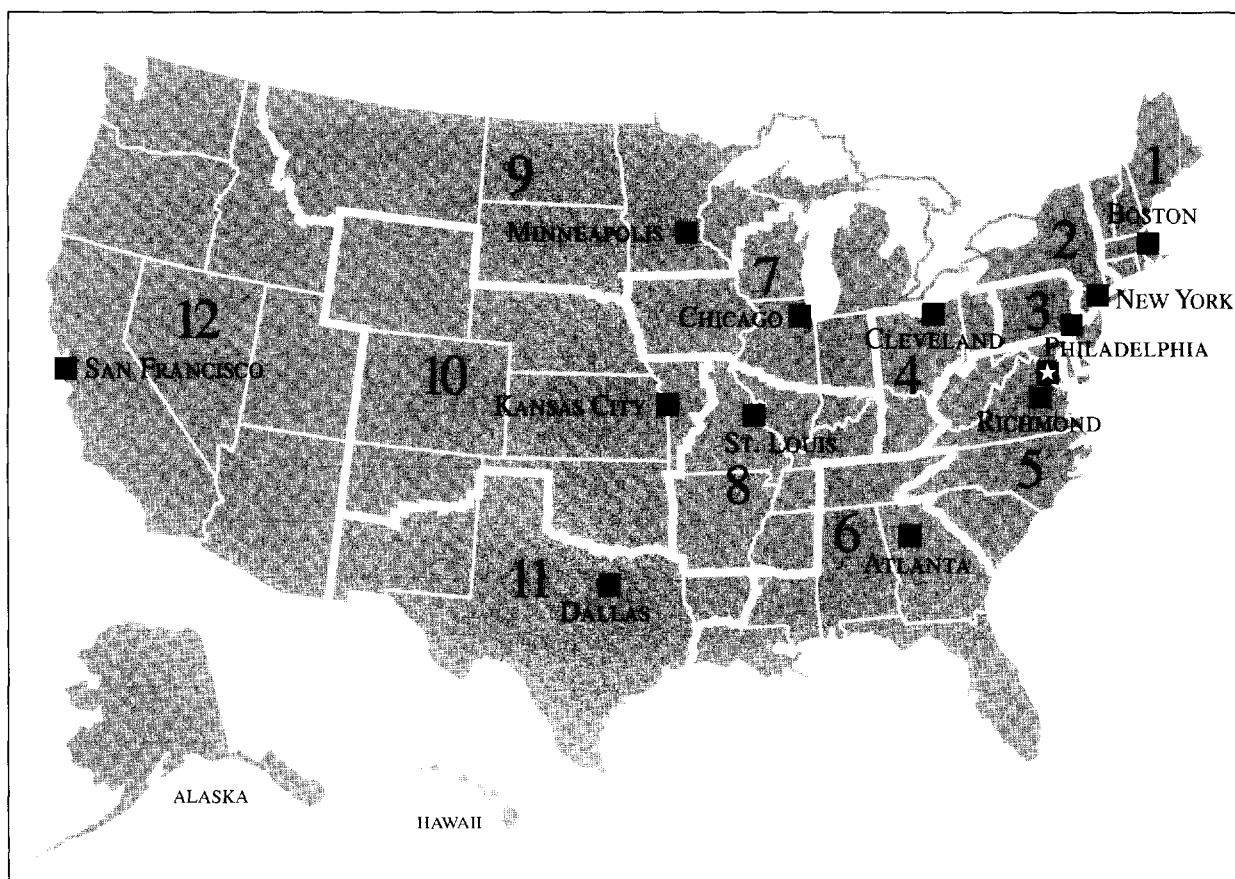 1
BOSTON
9
MINNEAPOLIS
2
7
12
NEW YORK
CHICAGO
3
CLEVELAND
PHILADELPHIA
SAN FRANCISCO
10
4
KANSAS CITY
RICHMOND
ST. LOUIS
8
5
6
ATLANTA
11
DALLAS
ALASKA
HAWAII